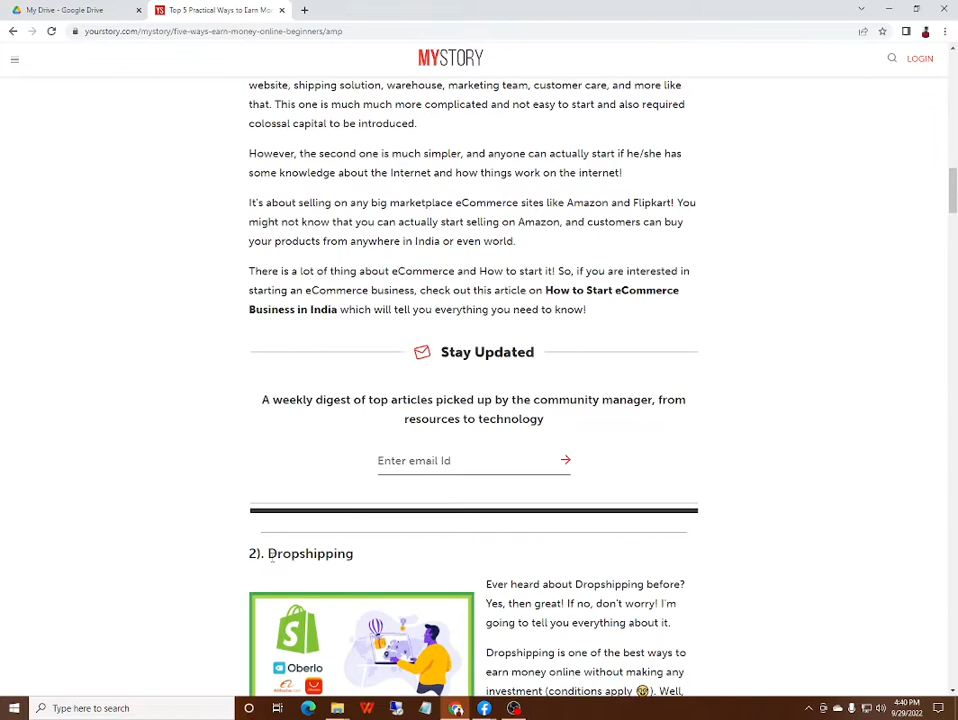 My Drive - Google Drive
Top 5 Practical Ways to Earn Mor
yourstory.com/mystory/five-ways-earn-money-online-beginners/amp
MYSTORY
LOGIN
website, shipping solution, warehouse, marketing team, customer care, and more like
that. This one is much much more complicated and not easy to start and also required
colossal capital to be introduced.
However, the second one is much simpler, and anyone can actually start if he/she has
some knowledge about the Internet and how things work on the internet!
It's about selling on any big marketplace eCommerce sites like Amazon and Flipkart! You
might not know that you can actually start selling on Amazon, and customers can buy
your products from anywhere in India or even world.
There is a lot of thing about eCommerce and How to start it! So, if you are interested in
starting an eCommerce business, check out this article on How to Start eCommerce
Business in India which will tell you everything you need to know!
Stay Updated
A weekly digest of top articles picked up by the community manager, from
resources to technology
Enter email Id
2). Dropshipping
Ever heard about Dropshipping before?
Yes, then great! If no, don't worry! I'm
going to tell you everything about it.
Dropshipping is one of the best ways to
earn money online without making any
investment (conditions apply 😉). Well,
Oberlo
Type here to search
4:40 PM
9/29/2022